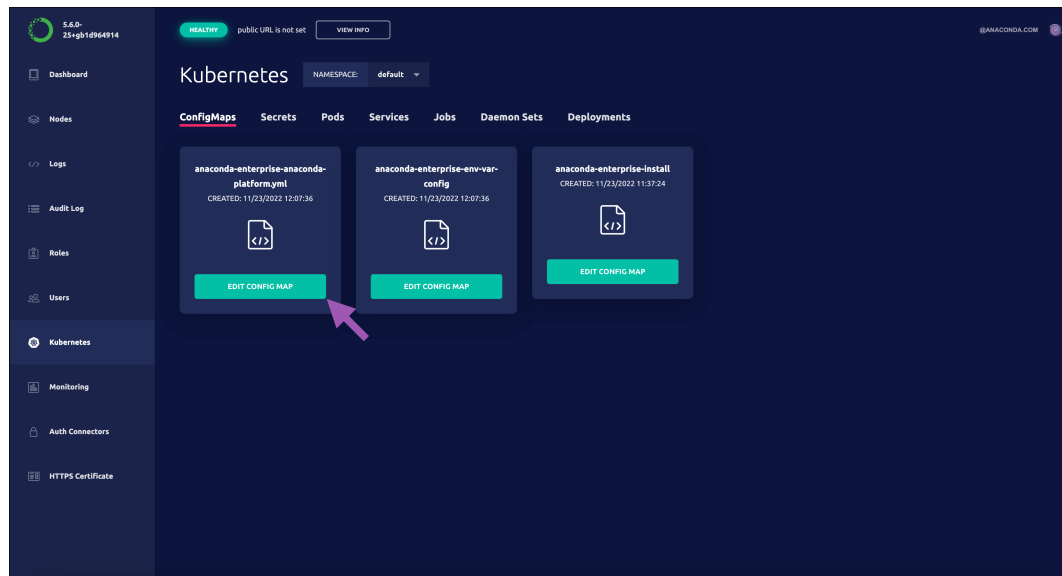 5.6.0-
25+gb1d964914
HEALTHY public URL is not set VIEW INFO
@ANACONDA.COM
Dashboard
Nodes
Logs
Audit Log
Roles
Users
Kubernetes
Monitoring
Auth Connectors
HTTPS Certificate
Kubernetes NAMESPACE: default
ConfigMaps Secrets Pods Services Jobs Daemon Sets Deployments
anaconda-enterprise-anaconda-
platform.yml
CREATED: 11/23/2022 12:07:36
</>
EDIT CONFIG MAP
anaconda-enterprise-env-var-
config
CREATED: 11/23/2022 12:07:36
</>
EDIT CONFIG MAP
anaconda-enterprise-install
CREATED: 11/23/2022 11:37:24
</>
EDIT CONFIG MAP